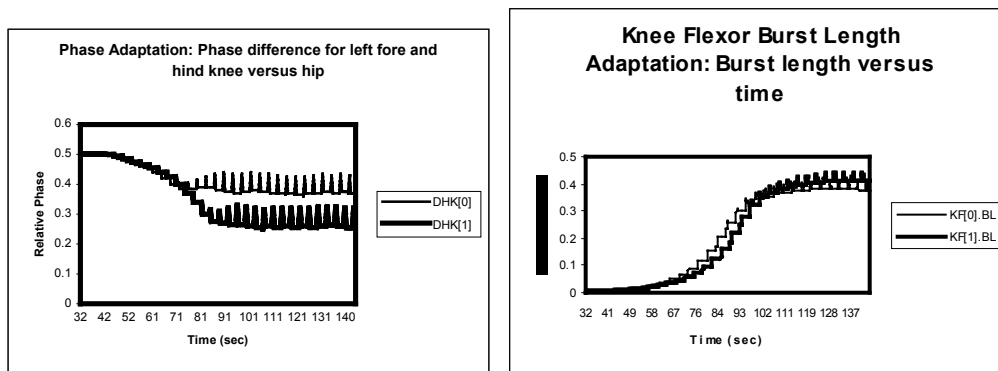 Phase Adaptation: Phase difference for left fore and
hind knee versus hip
0.6
0.5
0.4
0.3
0.2
0.1
0
Relative Phase
32 42 52 61 71 81 91 101 111 121 131 140
Time (sec)
DHK[0]
DHK[1]
Knee Flexor Burst Length
Adaptation: Burst length versus
time
0.5
0.4
0.3
0.2
0.1
0
32 41 49 58 67 76 84 93 102 111 119 128 137
Time (sec)
KF[0].BL
KF[1].BL